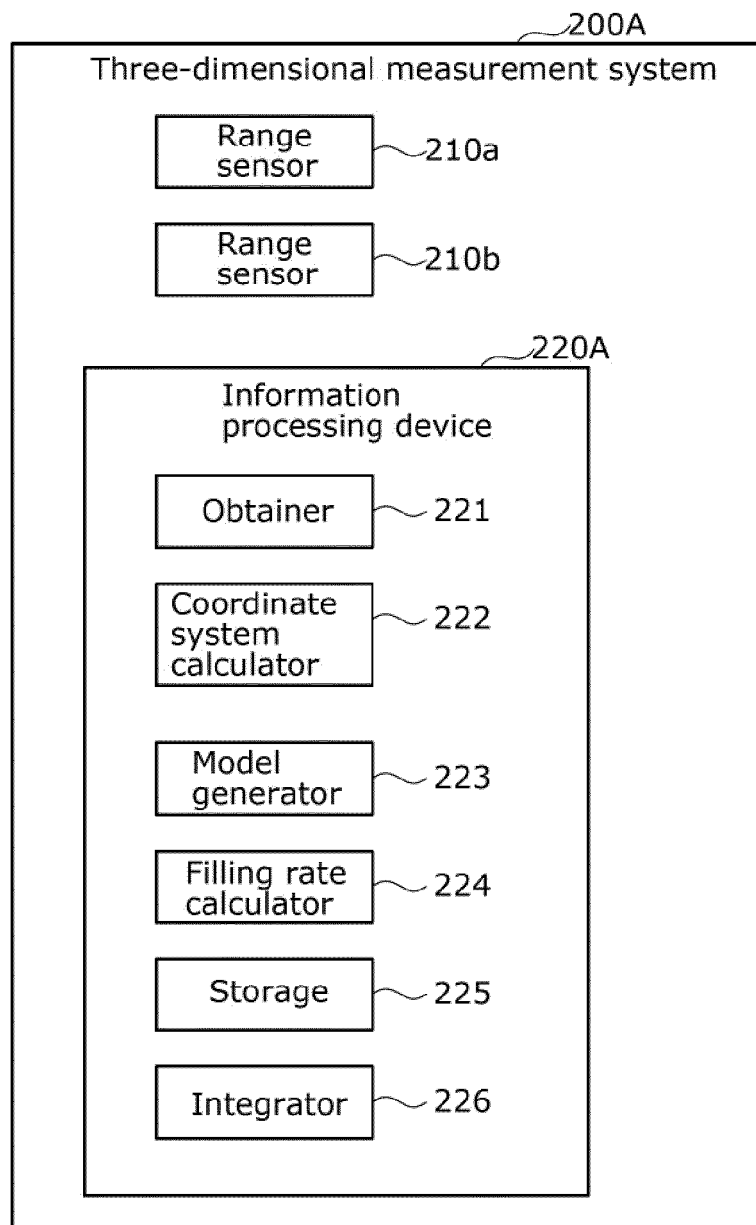 200A
Three-dimensional measurement system
Range
sensor
210a
Range
sensor
210b
220A
Information
processing device
Obtainer
221
Coordinate
system
calculator
222
Model
generator
223
Filling rate
calculator
224
Storage
225
Integrator
226